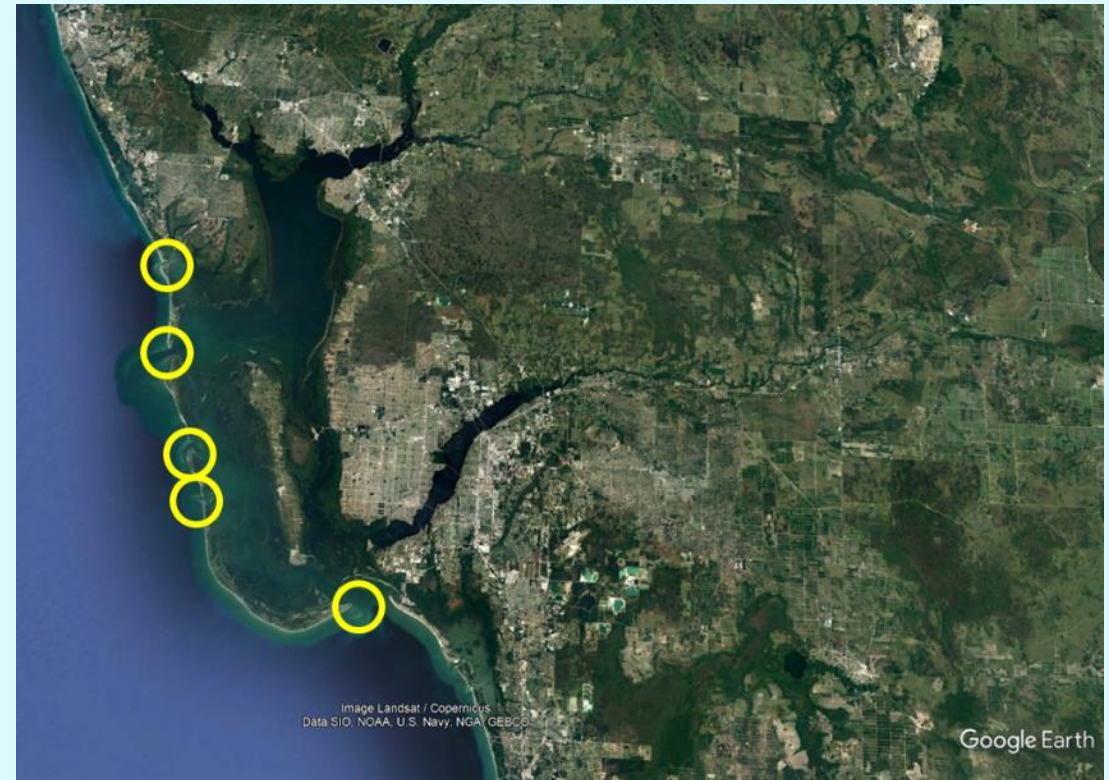 Image Landsat / Copernicus
Data SIO, NOAA, U.S. Navy, NGA, GEBCO
Google Earth